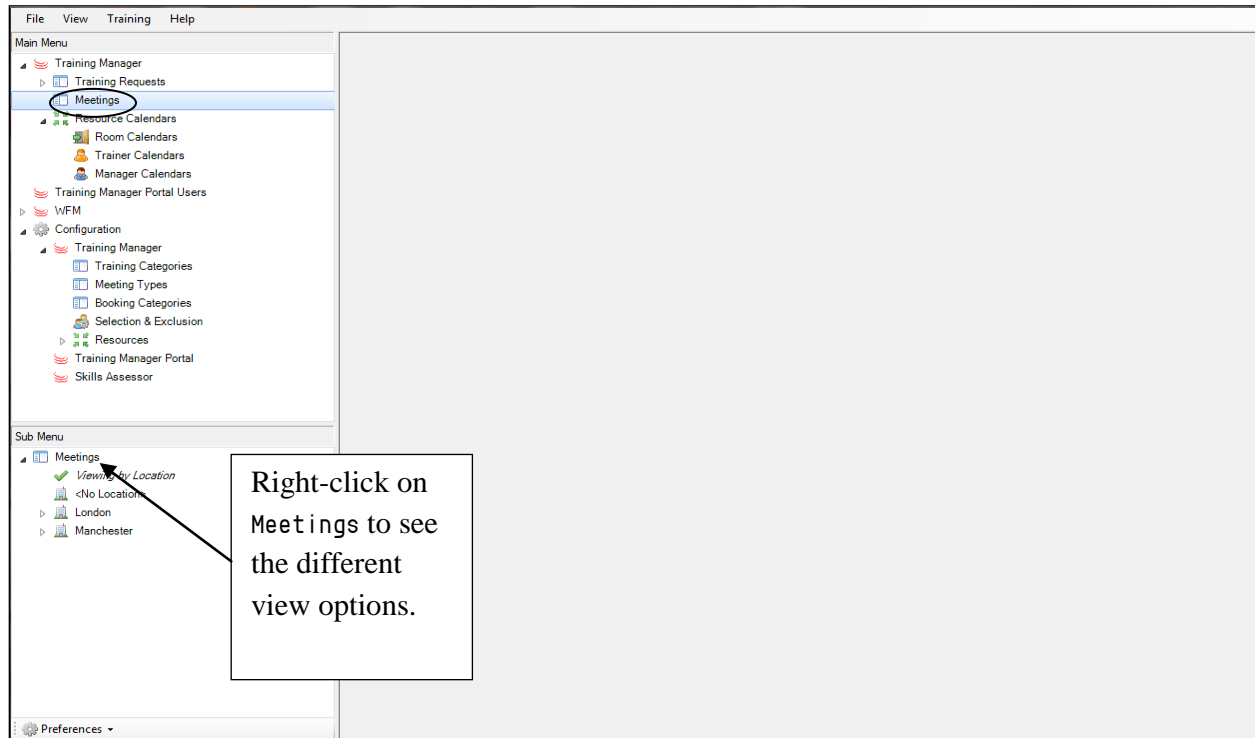 File View Training Help
Main Menu
Training Manager
Training Requests
Meetings
Resource Calendars
Room Calendars
Trainer Calendars
Manager Calendars
Training Manager Portal Users
WFM
Configuration
Training Manager
Training Categories
Meeting Types
Booking Categories
Selection & Exclusion
Resources
Training Manager Portal
Skills Assessor
Sub Menu
Meetings
Viewing by Location
<No Location>
London
Manchester
Right-click on
Meetings to see
the different
view options.
Preferences